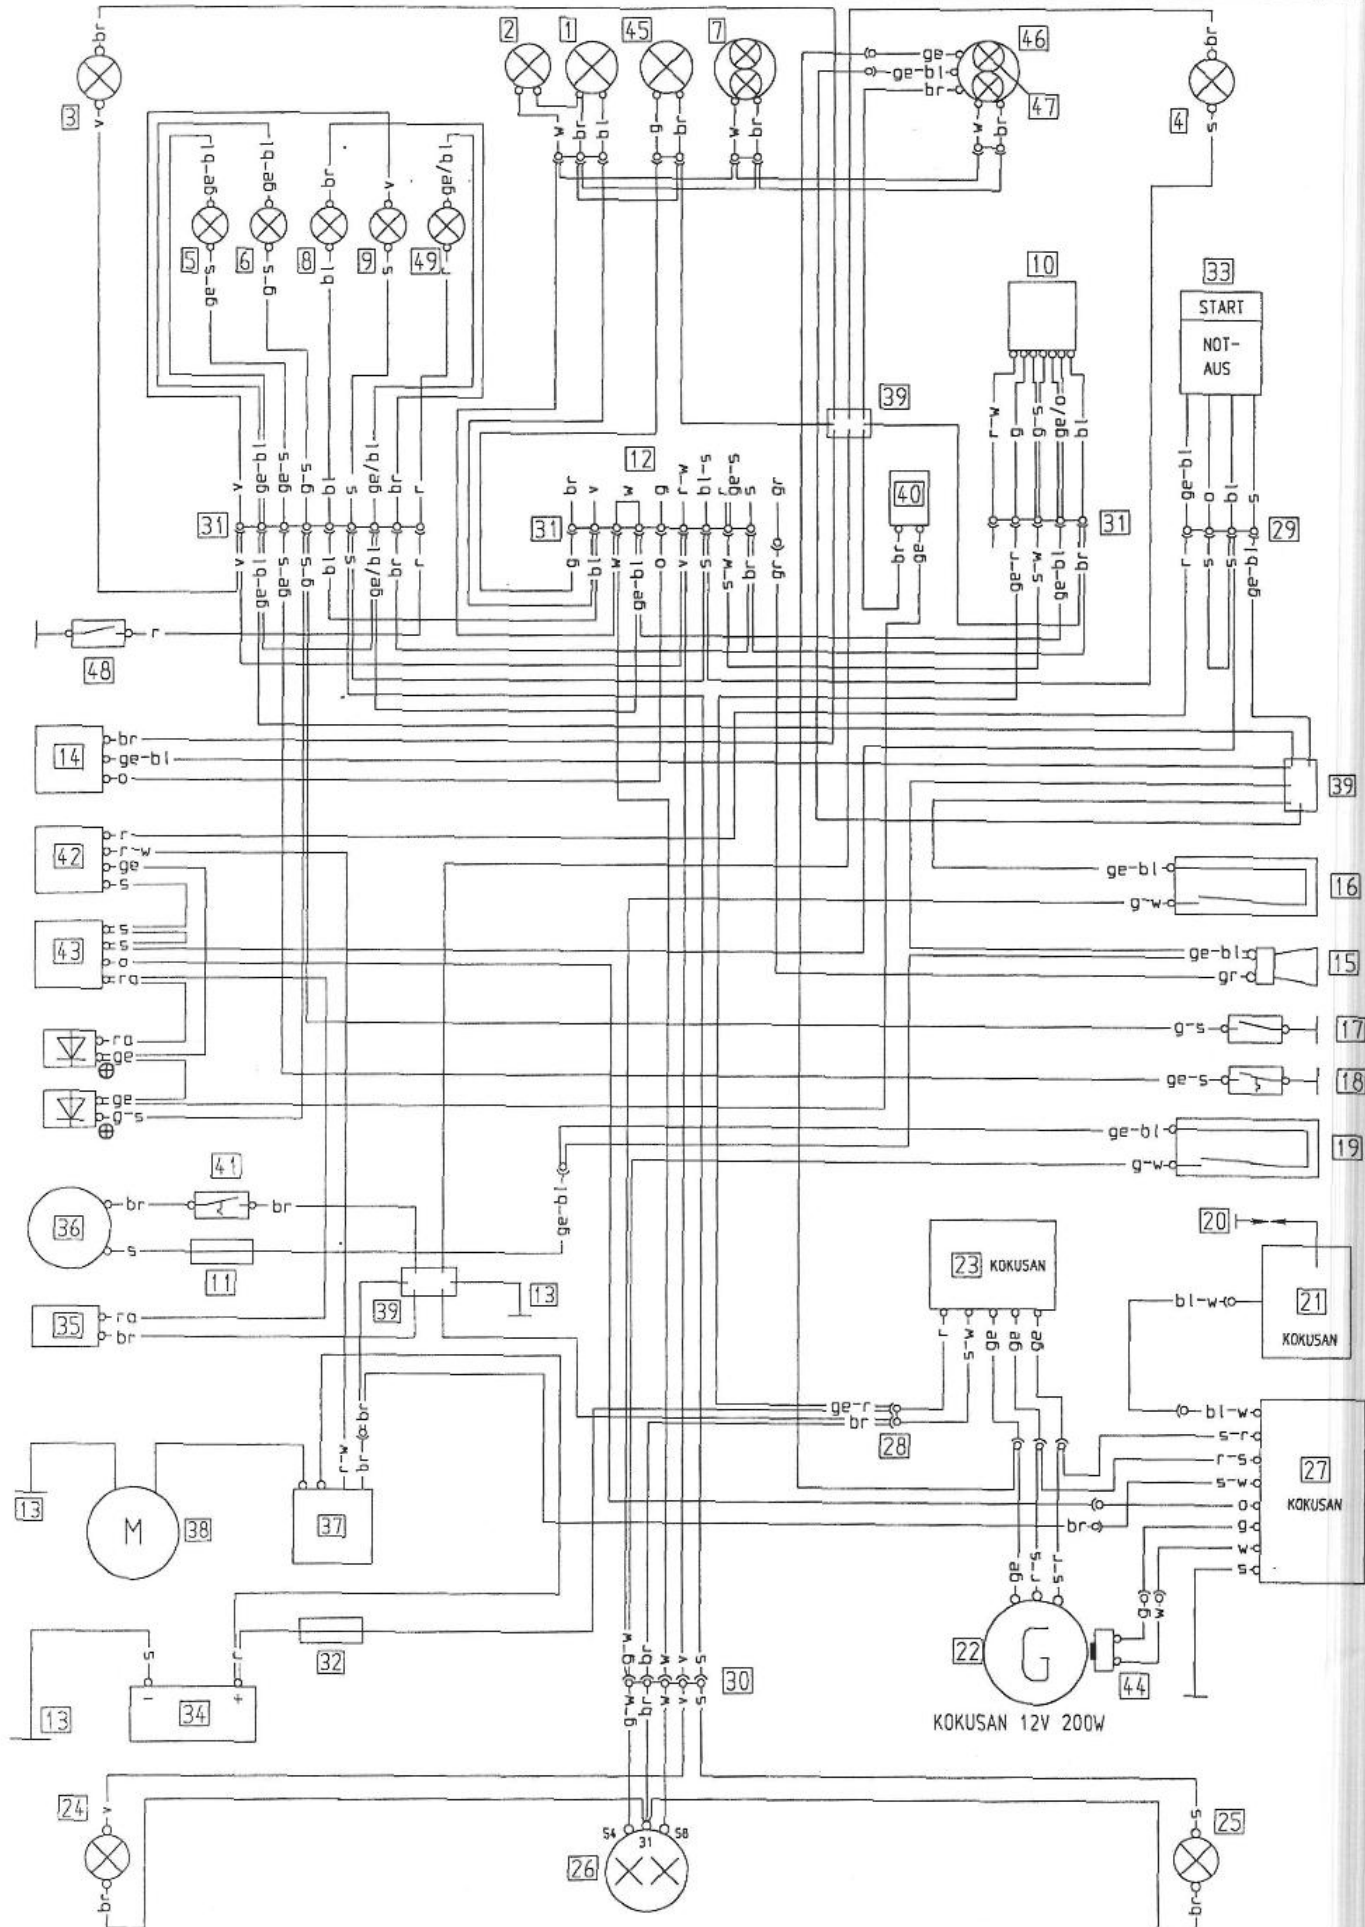 br
2
1
45
7
46
br
ge
ge-bl
br
47
3
v
4
s
w
br
bl
g
br
w
br
w
br
ge-bl
ge-bl
br
v
ge/bl
5
6
8
9
49
ge-s
g-s
bl
s
r
10
33
START
NOT-
AUS
39
r-w
g
g-s
o/ge
bl
ge-bl
o
bl
s
12
v
ge-bl
ge-s
g-s
bl
s
ge/bl
br
r
br
v
w
g
r-w
bl-s
r
ge-s
s
gr
40
31
31
31
29
v
ge-bl
ge-s
g-s
bl
s
ge/bl
br
r
g
bl
w
ge-bl
o
v
s
s-w
br
gr
br
ge
ge-r
s-w
ge-bl
br
r
s
s
ge-bl
r
48
14
br
ge-bl
o
39
42
r
r-w
ge
s
ge-bl
g-w
16
43
s
s
o
ra
ge-bl
gr
15
ra
ge
g-s
17
ge
g-s
ge-s
18
ge-bl
g-w
19
41
36
br
br
s
11
ge-bl
20
23 KOKUSAN
21
KOKUSAN
bl-w
35
ra
br
39
13
r
s-w
ge
ge
ge
ge-r
br
28
bl-w
s-r
r-s
s-w
o
g
w
s
27
KOKUSAN
r-w
br
br
13
M
38
37
br
ge
r-s
s-r
g
w
22
G
44
KOKUSAN 12V 200W
s
r
32
-
+
34
13
g-w
br
w
v
s
30
g-w
br
w
v
s
24
v
br
54
31
58
26
25
s
br